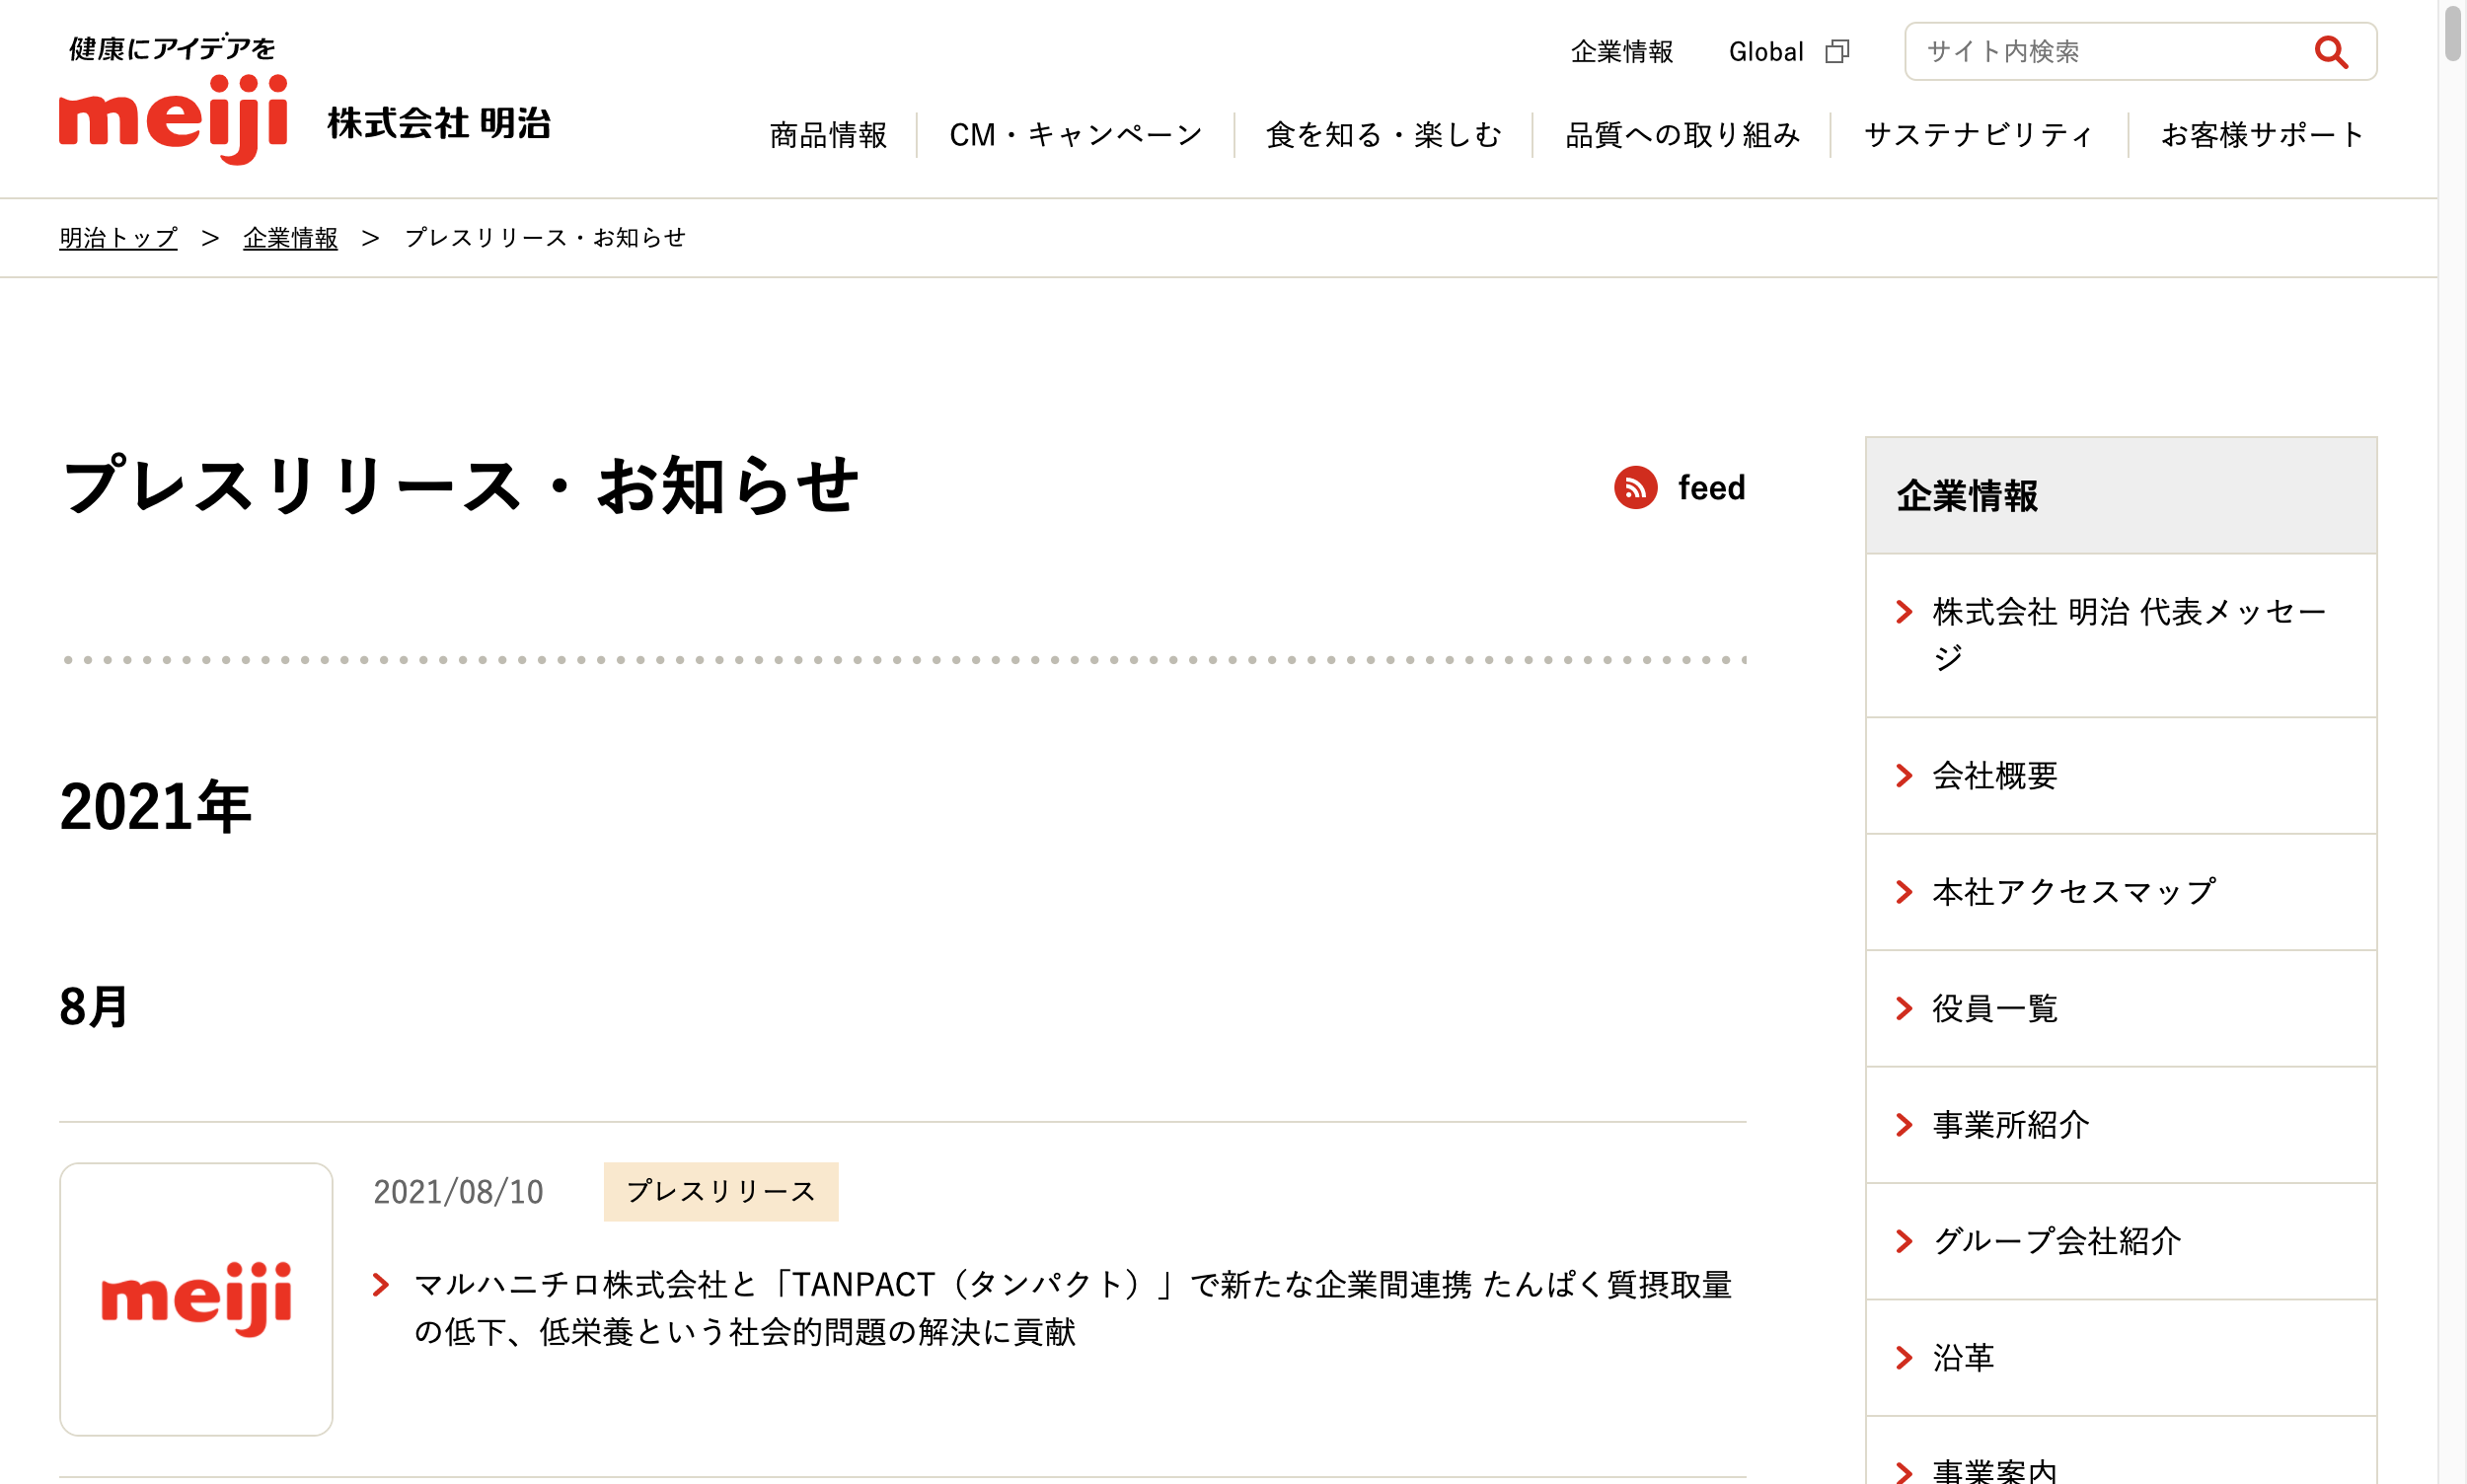 健康にアイデアを
meiji
株式会社 明治
企業情報
Global
サイト内検索
商品情報
CM・キャンペーン
食を知る・楽しむ
品質への取り組み
サステナビリティ
お客様サポート
明治トップ > 企業情報 > プレスリリース・お知らせ
プレスリリース・お知らせ
feed
2021年
8月
meiji
2021/08/10
プレスリリース
マルハニチロ株式会社と「TANPACT（タンパクト）」で新たな企業間連携 たんぱく質摂取量
の低下、低栄養という社会的問題の解決に貢献
企業情報
株式会社 明治 代表メッセー
ジ
会社概要
本社アクセスマップ
役員一覧
事業所紹介
グループ会社紹介
沿革
事業案内